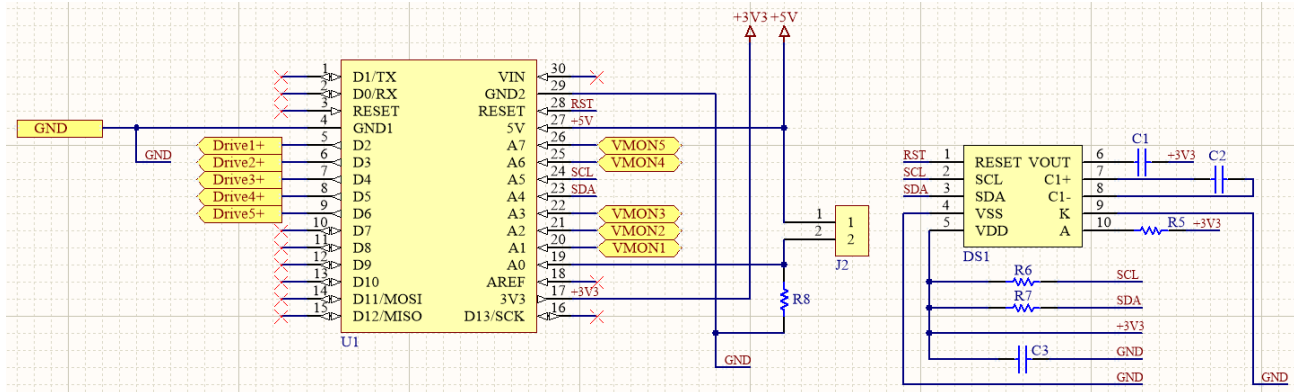 +3V3 +5V
1 D1/TX VIN 30
2 D0/RX GND2 29
3 RESET RESET 28 RST
GND 4 GND1 5V 27 +5V
GND
Drive1+ 5 D2 A7 26 VMON5
Drive2+ 6 D3 A6 25 VMON4
Drive3+ 7 D4 A5 24 SCL
Drive4+ 8 D5 A4 23 SDA
Drive5+ 9 D6 A3 22 VMON3
10 D7 A2 21 VMON2
11 D8 A1 20 VMON1
12 D9 A0 19
13 D10 AREF 18
14 D11/MOSI 3V3 17 +3V3
15 D12/MISO D13/SCK 16
U1
1 1
2 2
J2
R8
GND
C1
RST 1 RESET VOUT 6 +3V3 C2
SCL 2 SCL C1+ 7
SDA 3 SDA C1- 8
4 VSS K 9
5 VDD A 10 R5 +3V3
DS1
R6 SCL
R7 SDA
+3V3
C3 GND
GND GND